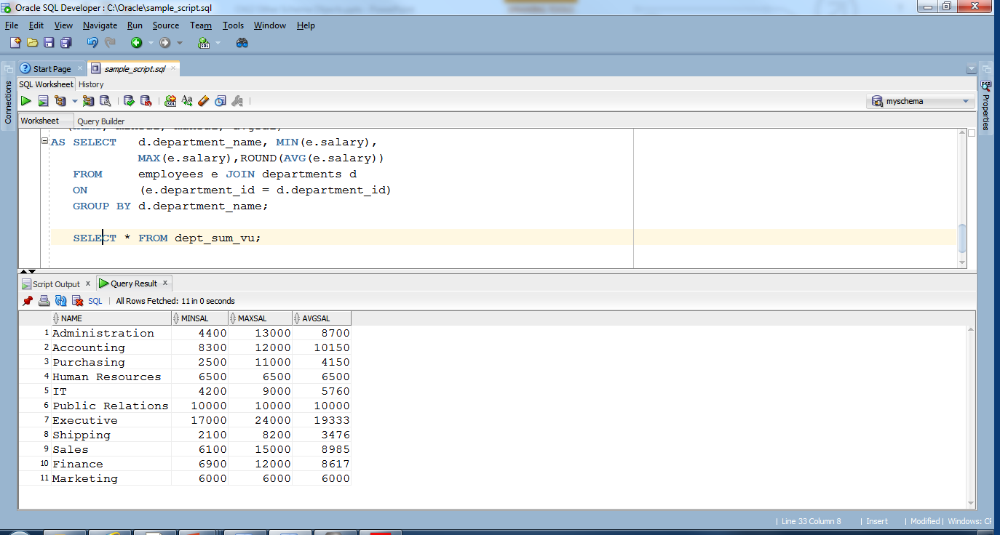 Oracle SQL Developer : C:\Oracle\sample_script.sql
File Edit View Navigate Run Source Team Tools Window Help
Start Page sample_script.sql
SQL Worksheet History
myschema
Connections
Properties
Worksheet Query Builder
AS SELECT d.department_name, MIN(e.salary),
MAX(e.salary),ROUND(AVG(e.salary))
FROM employees e JOIN departments d
ON (e.department_id = d.department_id)
GROUP BY d.department_name;
SELECT * FROM dept_sum_vu;
Script Output x Query Result x
SQL | All Rows Fetched: 11 in 0 seconds
NAME MINSAL MAXSAL AVGSAL
1 Administration 4400 13000 8700
2 Accounting 8300 12000 10150
3 Purchasing 2500 11000 4150
4 Human Resources 6500 6500 6500
5 IT 4200 9000 5760
6 Public Relations 10000 10000 10000
7 Executive 17000 24000 19333
8 Shipping 2100 8200 3476
9 Sales 6100 15000 8985
10 Finance 6900 12000 8617
11 Marketing 6000 6000 6000
| Line 33 Column 8 | Insert | Modified | Windows: CF